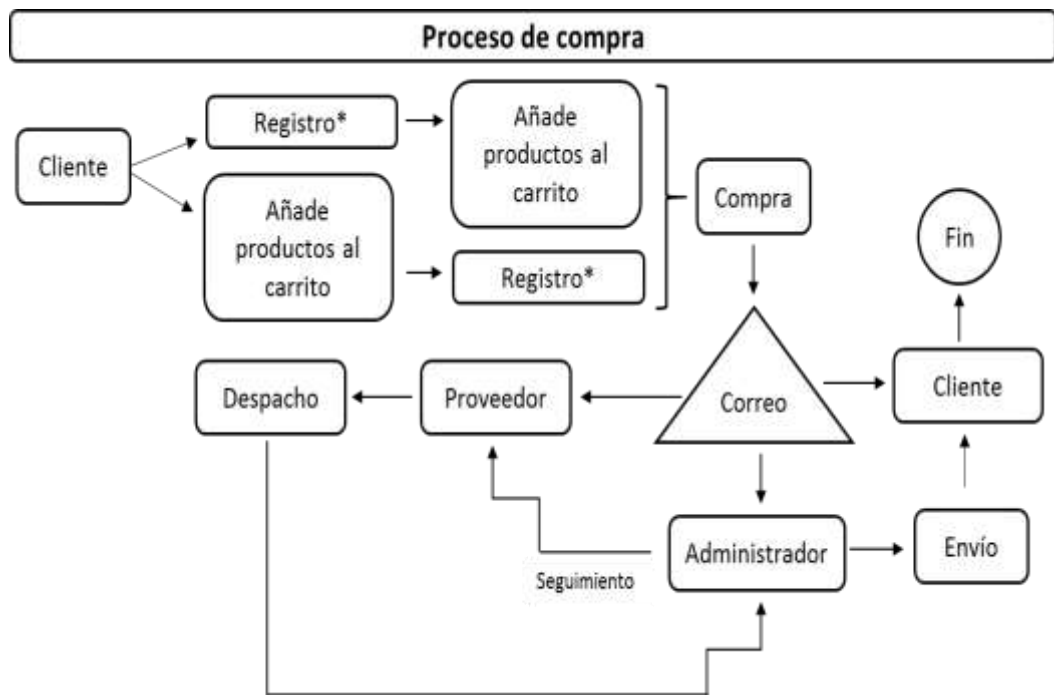 Proceso de compra
Cliente
Registro*
Añade
productos al
carrito
Añade
productos al
carrito
Registro*
Compra
Fin
Despacho
Proveedor
Correo
Cliente
Seguimiento
Administrador
Envío